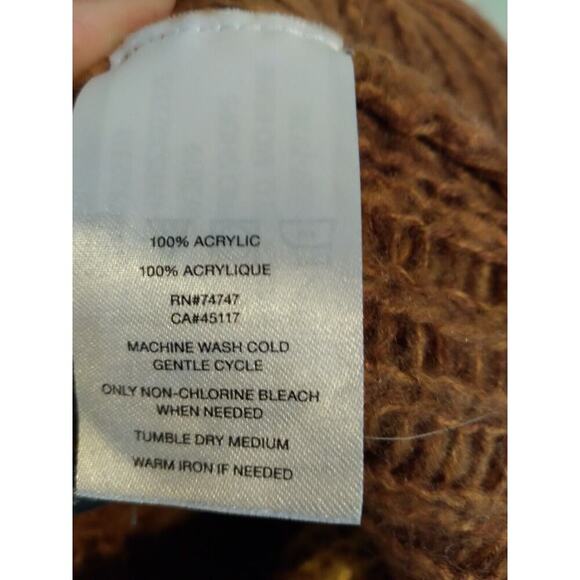 100% ACRYLIC
100% ACRYLIQUE
RN#74747
CA#45117
MACHINE WASH COLD
GENTLE CYCLE
ONLY NON-CHLORINE BLEACH
WHEN NEEDED
TUMBLE DRY MEDIUM
WARM IRON IF NEEDED